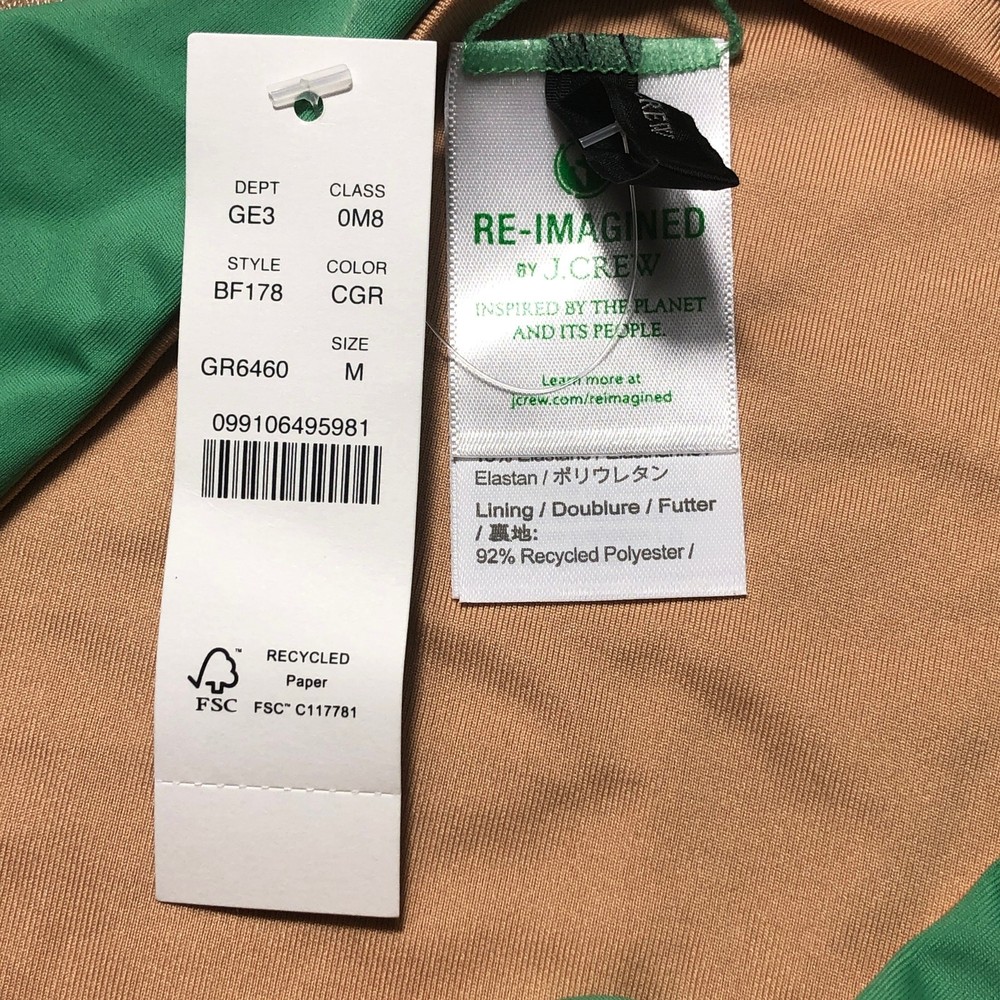 DEPT CLASS
GE3 0M8
STYLE COLOR
BF178 CGR
SIZE
GR6460 M
099106495981
FSC™
RECYCLED
Paper
FSC™ C117781
RE-IMAGINED
BY J.CREW
INSPIRED BY THE PLANET
AND ITS PEOPLE.
Learn more at
jcrew.com/reimagined
Elastan / ポリウレタン
Lining / Doublure / Futter
/ 裏地:
92% Recycled Polyester /